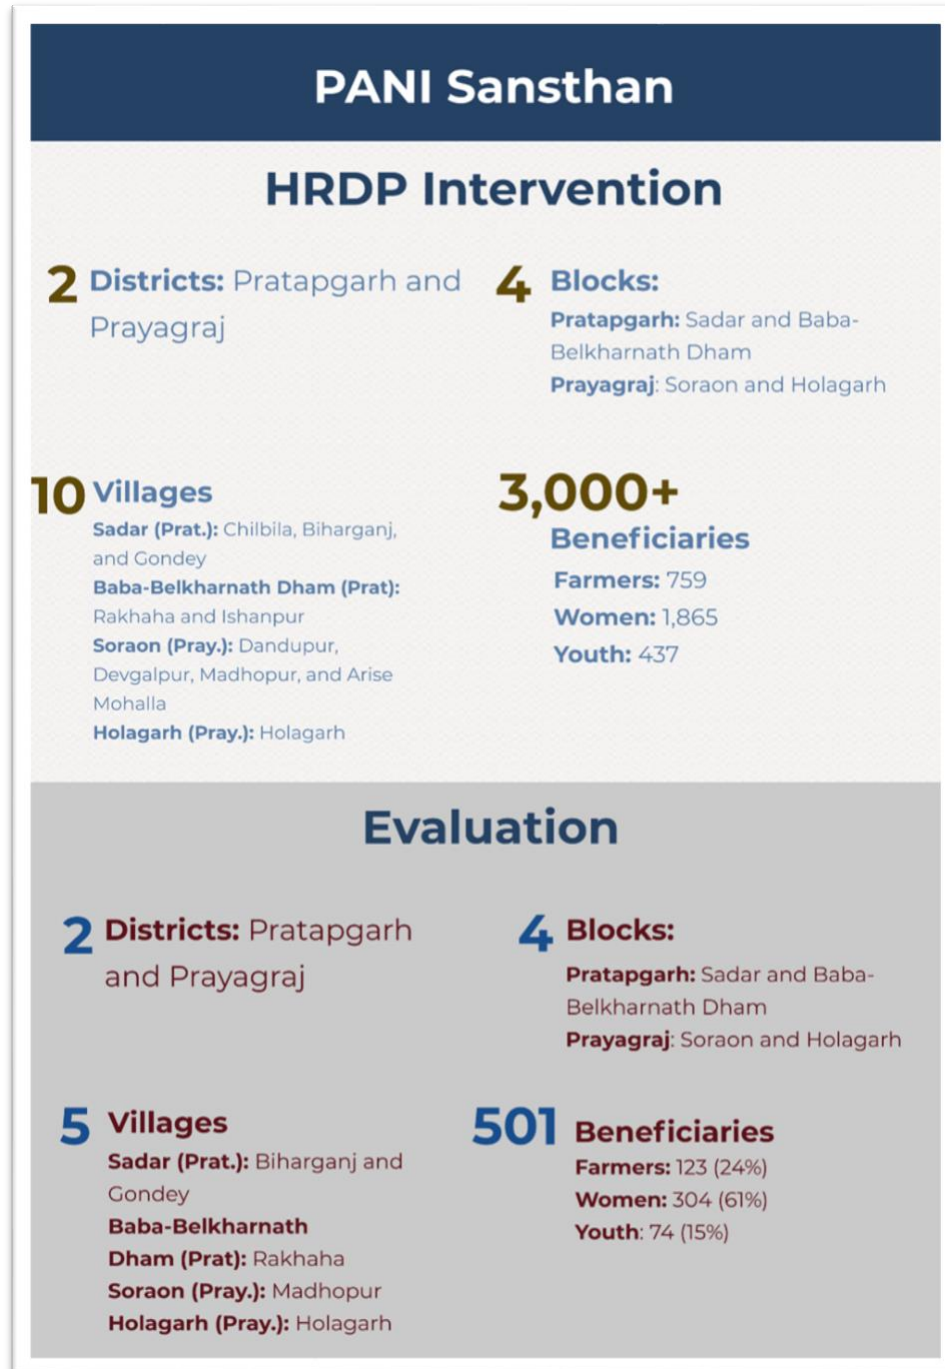 PANI Sansthan
HRDP Intervention
2 Districts: Pratapgarh and
Prayagraj
4 Blocks:
Pratapgarh: Sadar and Baba-
Belkharnath Dham
Prayagraj: Soraon and Holagarh
10 Villages
Sadar (Prat.): Chilbila, Biharganj,
and Gondey
Baba-Belkharnath Dham (Prat):
Rakhaha and Ishanpur
Soraon (Pray.): Dandupur,
Devgalpur, Madhopur, and Arise
Mohalla
Holagarh (Pray.): Holagarh
3,000+
Beneficiaries
Farmers: 759
Women: 1,865
Youth: 437
Evaluation
2 Districts: Pratapgarh
and Prayagraj
4 Blocks:
Pratapgarh: Sadar and Baba-
Belkharnath Dham
Prayagraj: Soraon and Holagarh
5 Villages
Sadar (Prat.): Biharganj and
Gondey
Baba-Belkharnath
Dham (Prat): Rakhaha
Soraon (Pray.): Madhopur
Holagarh (Pray.): Holagarh
501 Beneficiaries
Farmers: 123 (24%)
Women: 304 (61%)
Youth: 74 (15%)